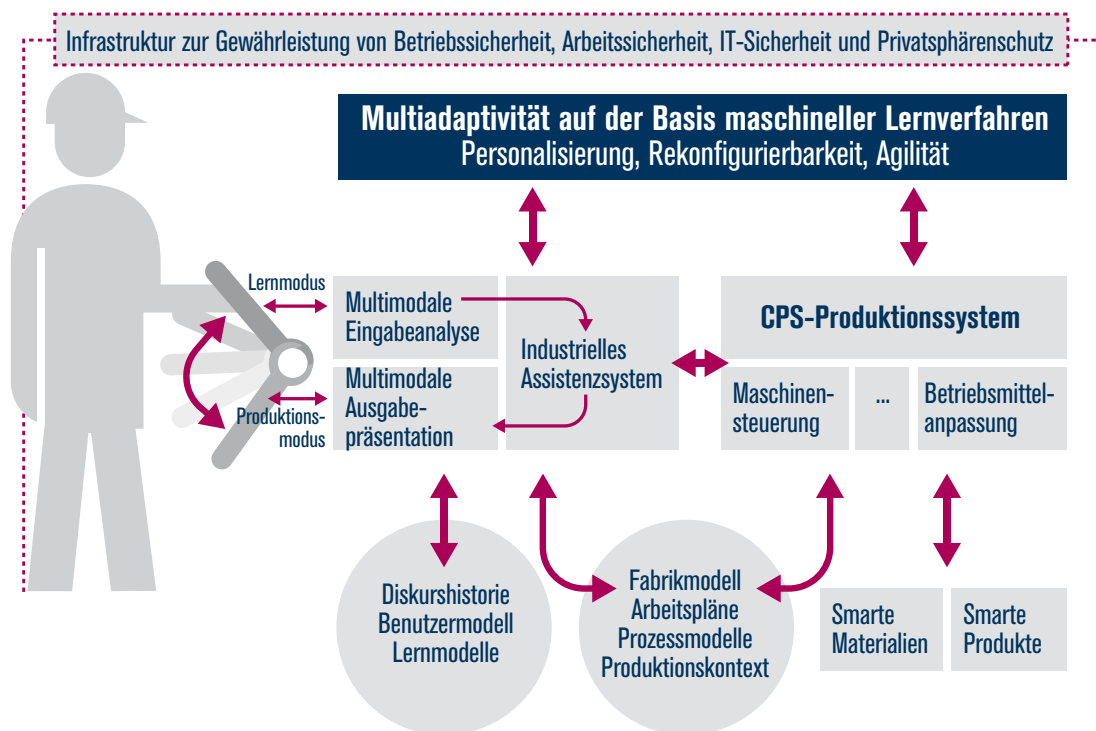 Infrastruktur zur Gewährleistung von Betriebssicherheit, Arbeitssicherheit, IT-Sicherheit und Privatsphärenschutz
Multiadaptivität auf der Basis maschineller Lernverfahren
Personalisierung, Rekonfigurierbarkeit, Agilität
Lernmodus
Multimodale
Eingabeanalyse
Industrielles
Assistenzsystem
Produktions-
modus
Multimodale
Ausgabe-
präsentation
CPS-Produktionssystem
Maschinen-
steuerung
...
Betriebsmittel-
anpassung
Diskurshistorie
Benutzermodell
Lernmodelle
Fabrikmodell
Arbeitspläne
Prozessmodelle
Produktionskontext
Smarte
Materialien
Smarte
Produkte